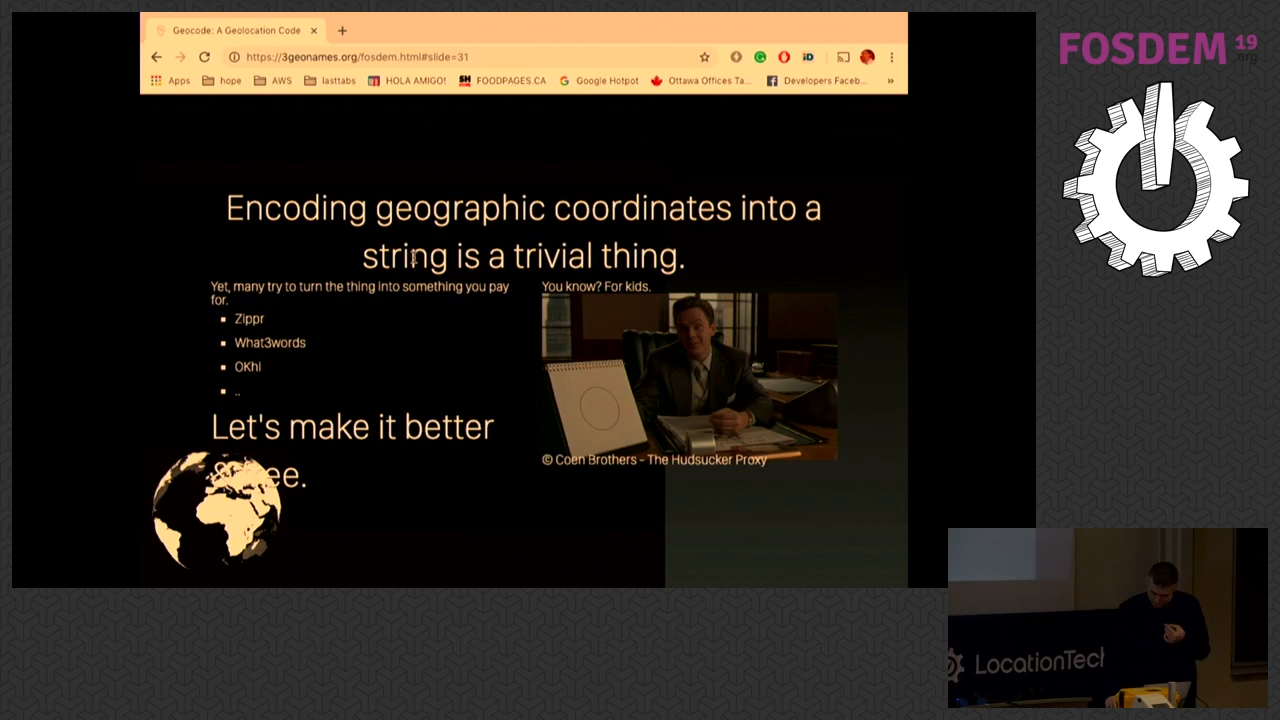 Geocode: A Geolocation Code
https://3geonames.org/fosdem.html#slide=31
Apps hope AWS lasttabs HOLA AMIGO! SH FOODPAGES.CA Google Hotpot Ottawa Offices Ta... Developers Faceb... »
FOSDEM 19
.org
Encoding geographic coordinates into a
string is a trivial thing.
Yet, many try to turn the thing into something you pay
for.
Zippr
What3words
OKhi
..
Let's make it better
ee.
You know? For kids.
© Coen Brothers - The Hudsucker Proxy
LocationTech